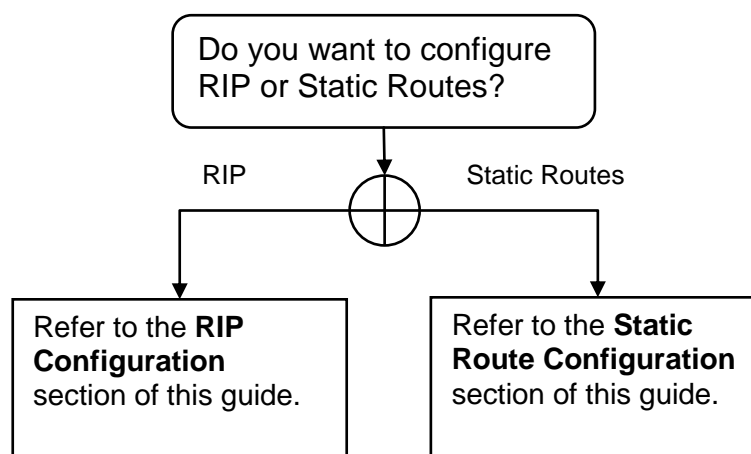 Do you want to configure
RIP or Static Routes?
RIP
Static Routes
Refer to the RIP
Configuration
section of this guide.
Refer to the Static
Route Configuration
section of this guide.